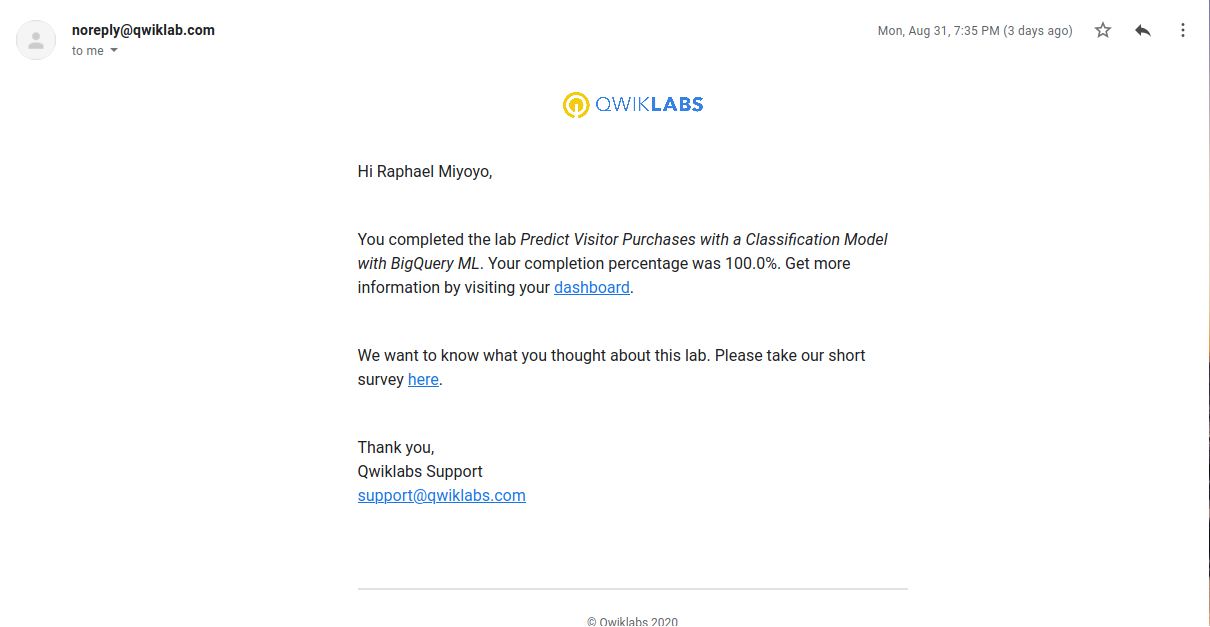 noreply@qwiklab.com
Mon, Aug 31, 7:35 PM (3 days ago)
to me
QWIKLABS
Hi Raphael Miyoyo,
You completed the lab Predict Visitor Purchases with a Classification Model
with BigQuery ML. Your completion percentage was 100.0%. Get more
information by visiting your dashboard.
We want to know what you thought about this lab. Please take our short
survey here.
Thank you,
Qwiklabs Support
support@qwiklabs.com
© Qwiklabs 2020